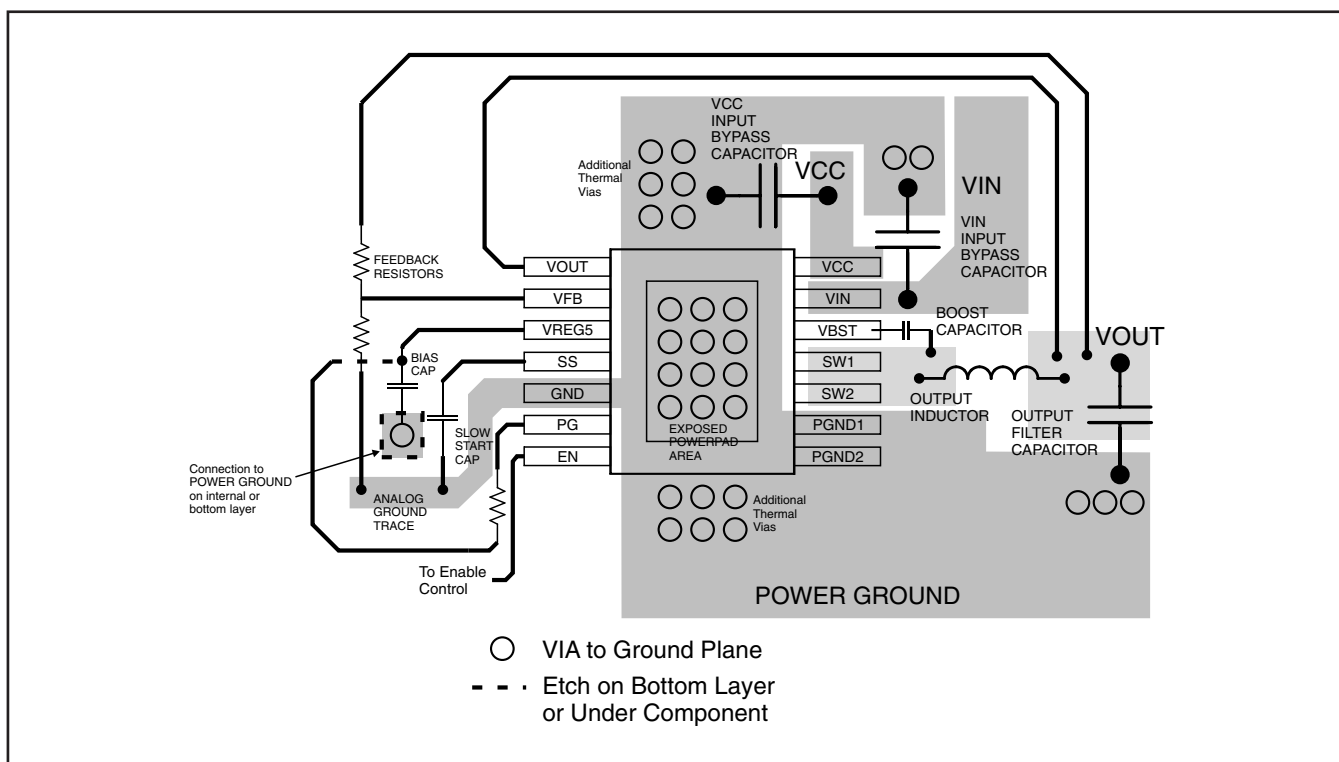 VCC
INPUT
BYPASS
CAPACITOR
Additional
Thermal
Vias
VCC
VIN
VIN
INPUT
BYPASS
CAPACITOR
FEEDBACK
RESISTORS
VOUT
VFB
VREG5
SS
GND
PG
EN
VCC
VIN
VBST
SW1
SW2
PGND1
PGND2
EXPOSED
POWERPAD
AREA
BOOST
CAPACITOR
VOUT
BIAS
CAP
SLOW
START
CAP
OUTPUT
INDUCTOR
OUTPUT
FILTER
CAPACITOR
Connection to
POWER GROUND
on internal or
bottom layer
ANALOG
GROUND
TRACE
Additional
Thermal
Vias
To Enable
Control
POWER GROUND
VIA to Ground Plane
Etch on Bottom Layer
or Under Component